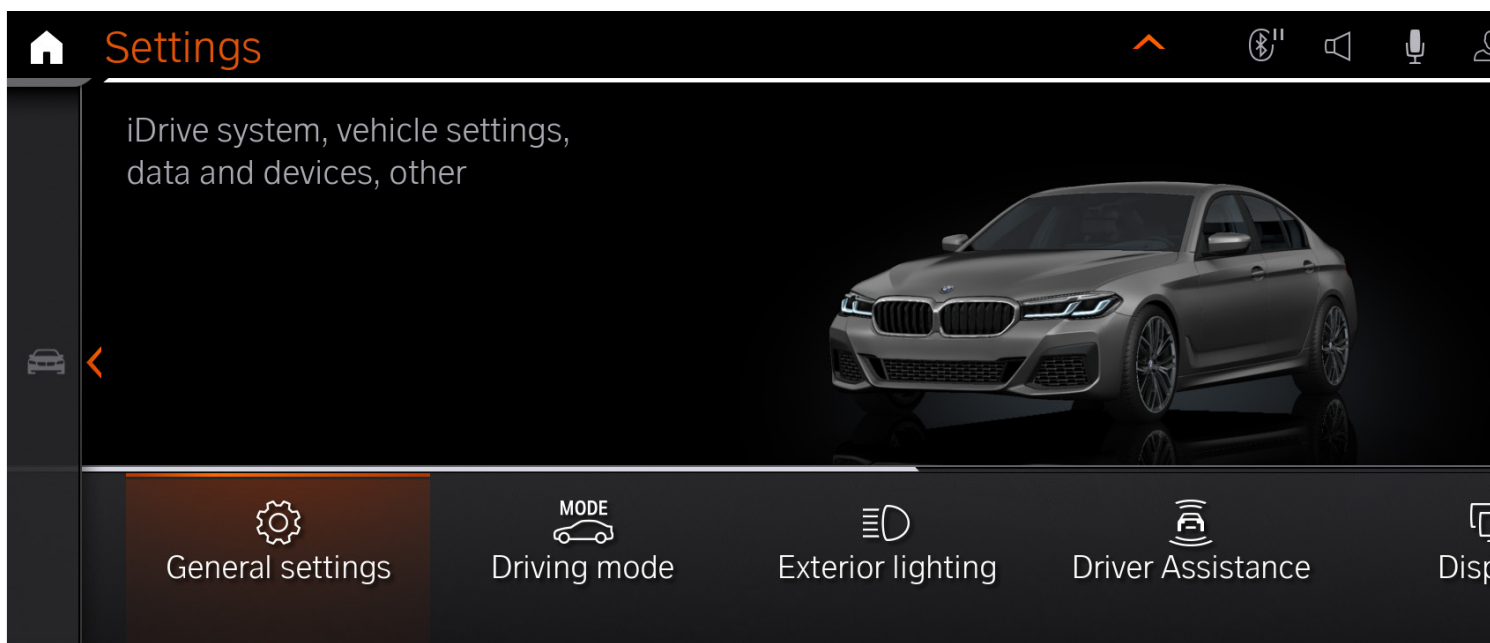 Settings
iDrive system, vehicle settings,
data and devices, other
MODE
General settings
Driving mode
Exterior lighting
Driver Assistance